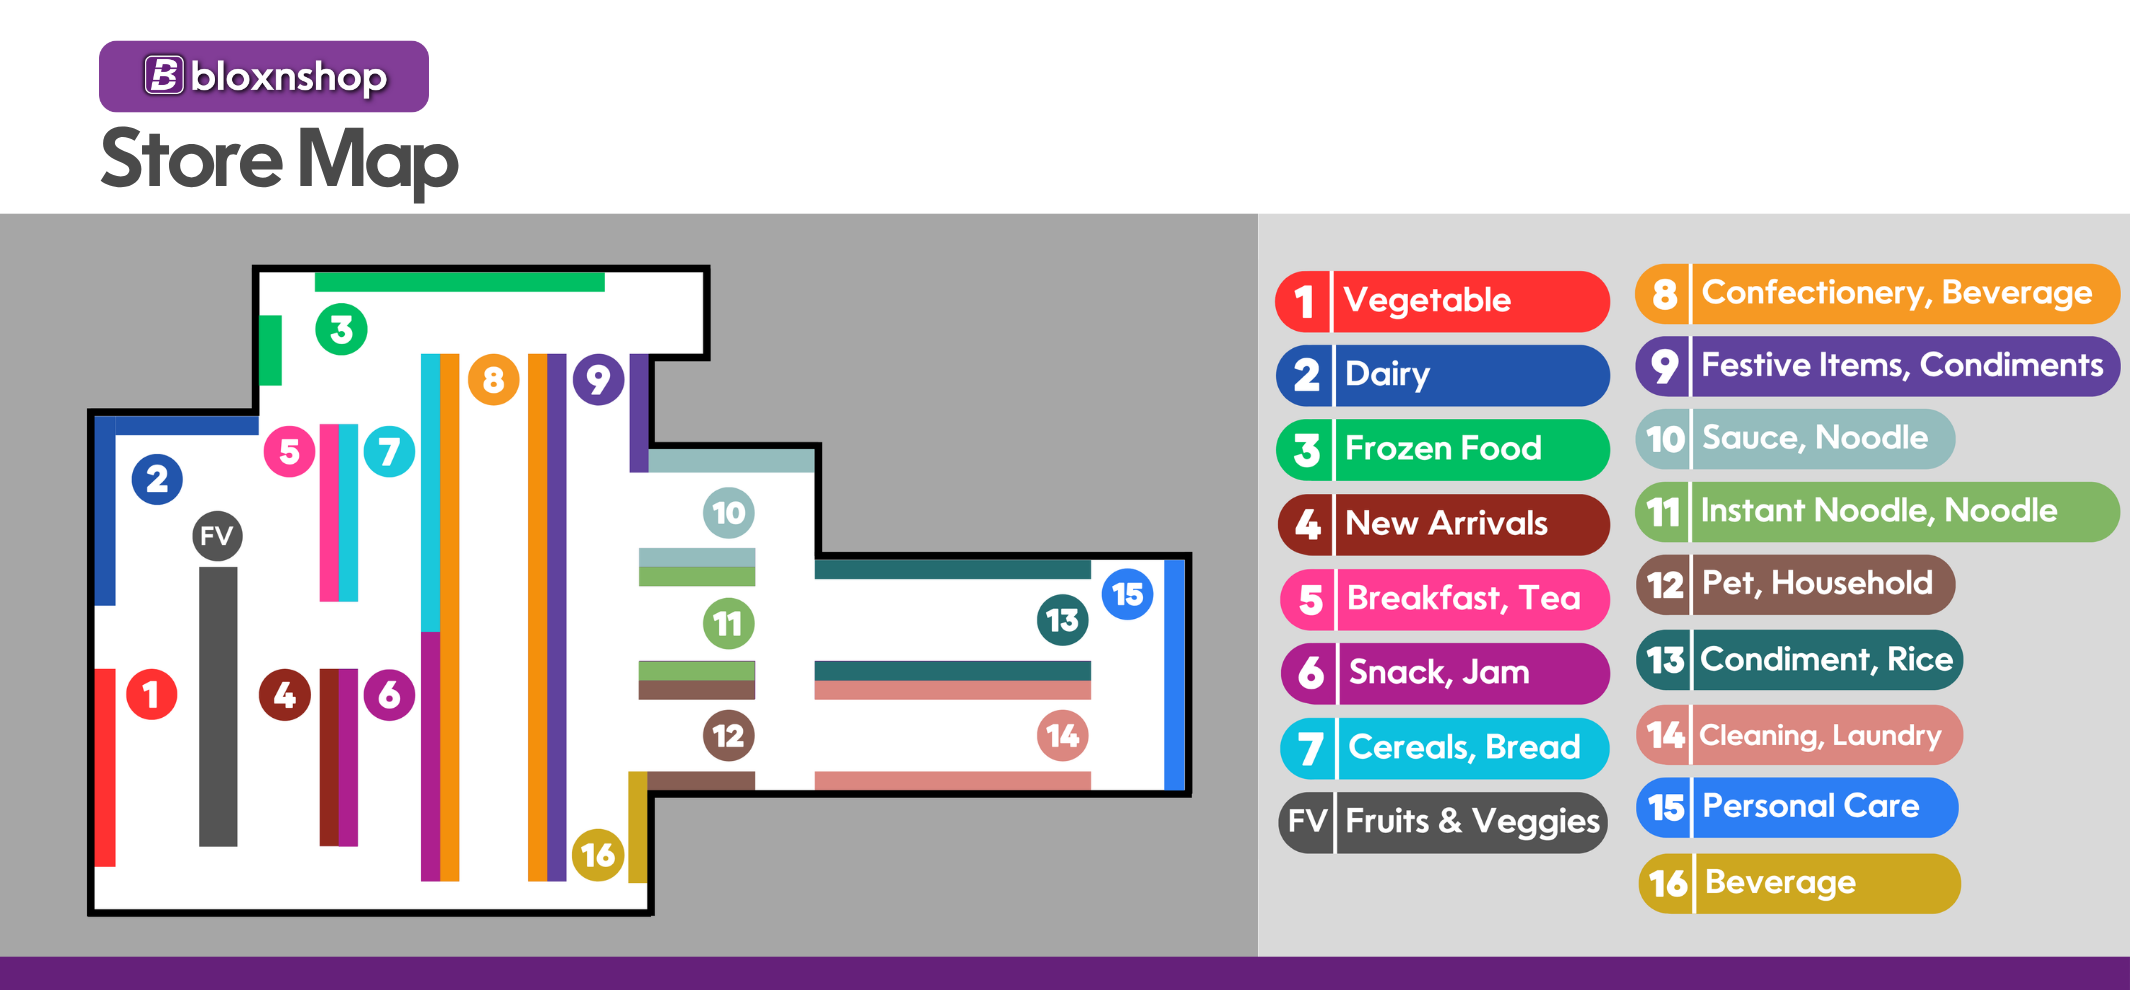 B bloxnshop
Store Map
3
8
9
5
7
2
10
FV
15
11
13
1
4
6
12
14
16
1 Vegetable
2 Dairy
3 Frozen Food
4 New Arrivals
5 Breakfast, Tea
6 Snack, Jam
7 Cereals, Bread
FV Fruits & Veggies
8 Confectionery, Beverage
9 Festive Items, Condiments
10 Sauce, Noodle
11 Instant Noodle, Noodle
12 Pet, Household
13 Condiment, Rice
14 Cleaning, Laundry
15 Personal Care
16 Beverage